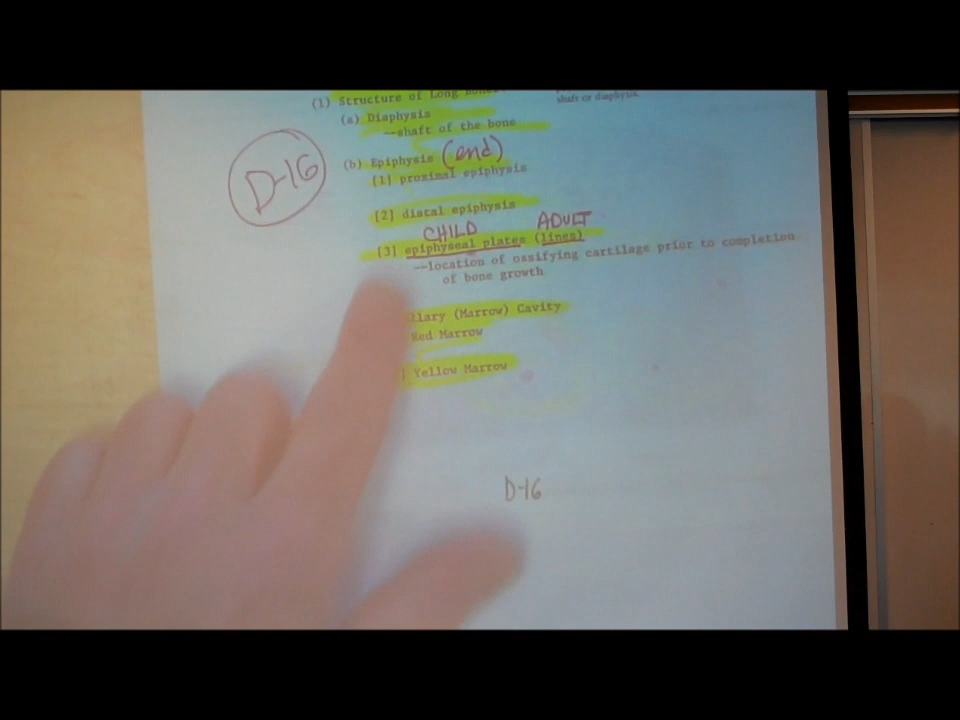 (1) Structure of Long Bones
shaft or diaphysis
(a) Diaphysis
--shaft of the bone
(b) Epiphysis (end)
[1] proximal epiphysis
D-16
[2] distal epiphysis
CHILD ADULT
[3] epiphyseal plates (lines)
--location of ossifying cartilage prior to completion
of bone growth
llary (Marrow) Cavity
Red Marrow
] Yellow Marrow
D-16